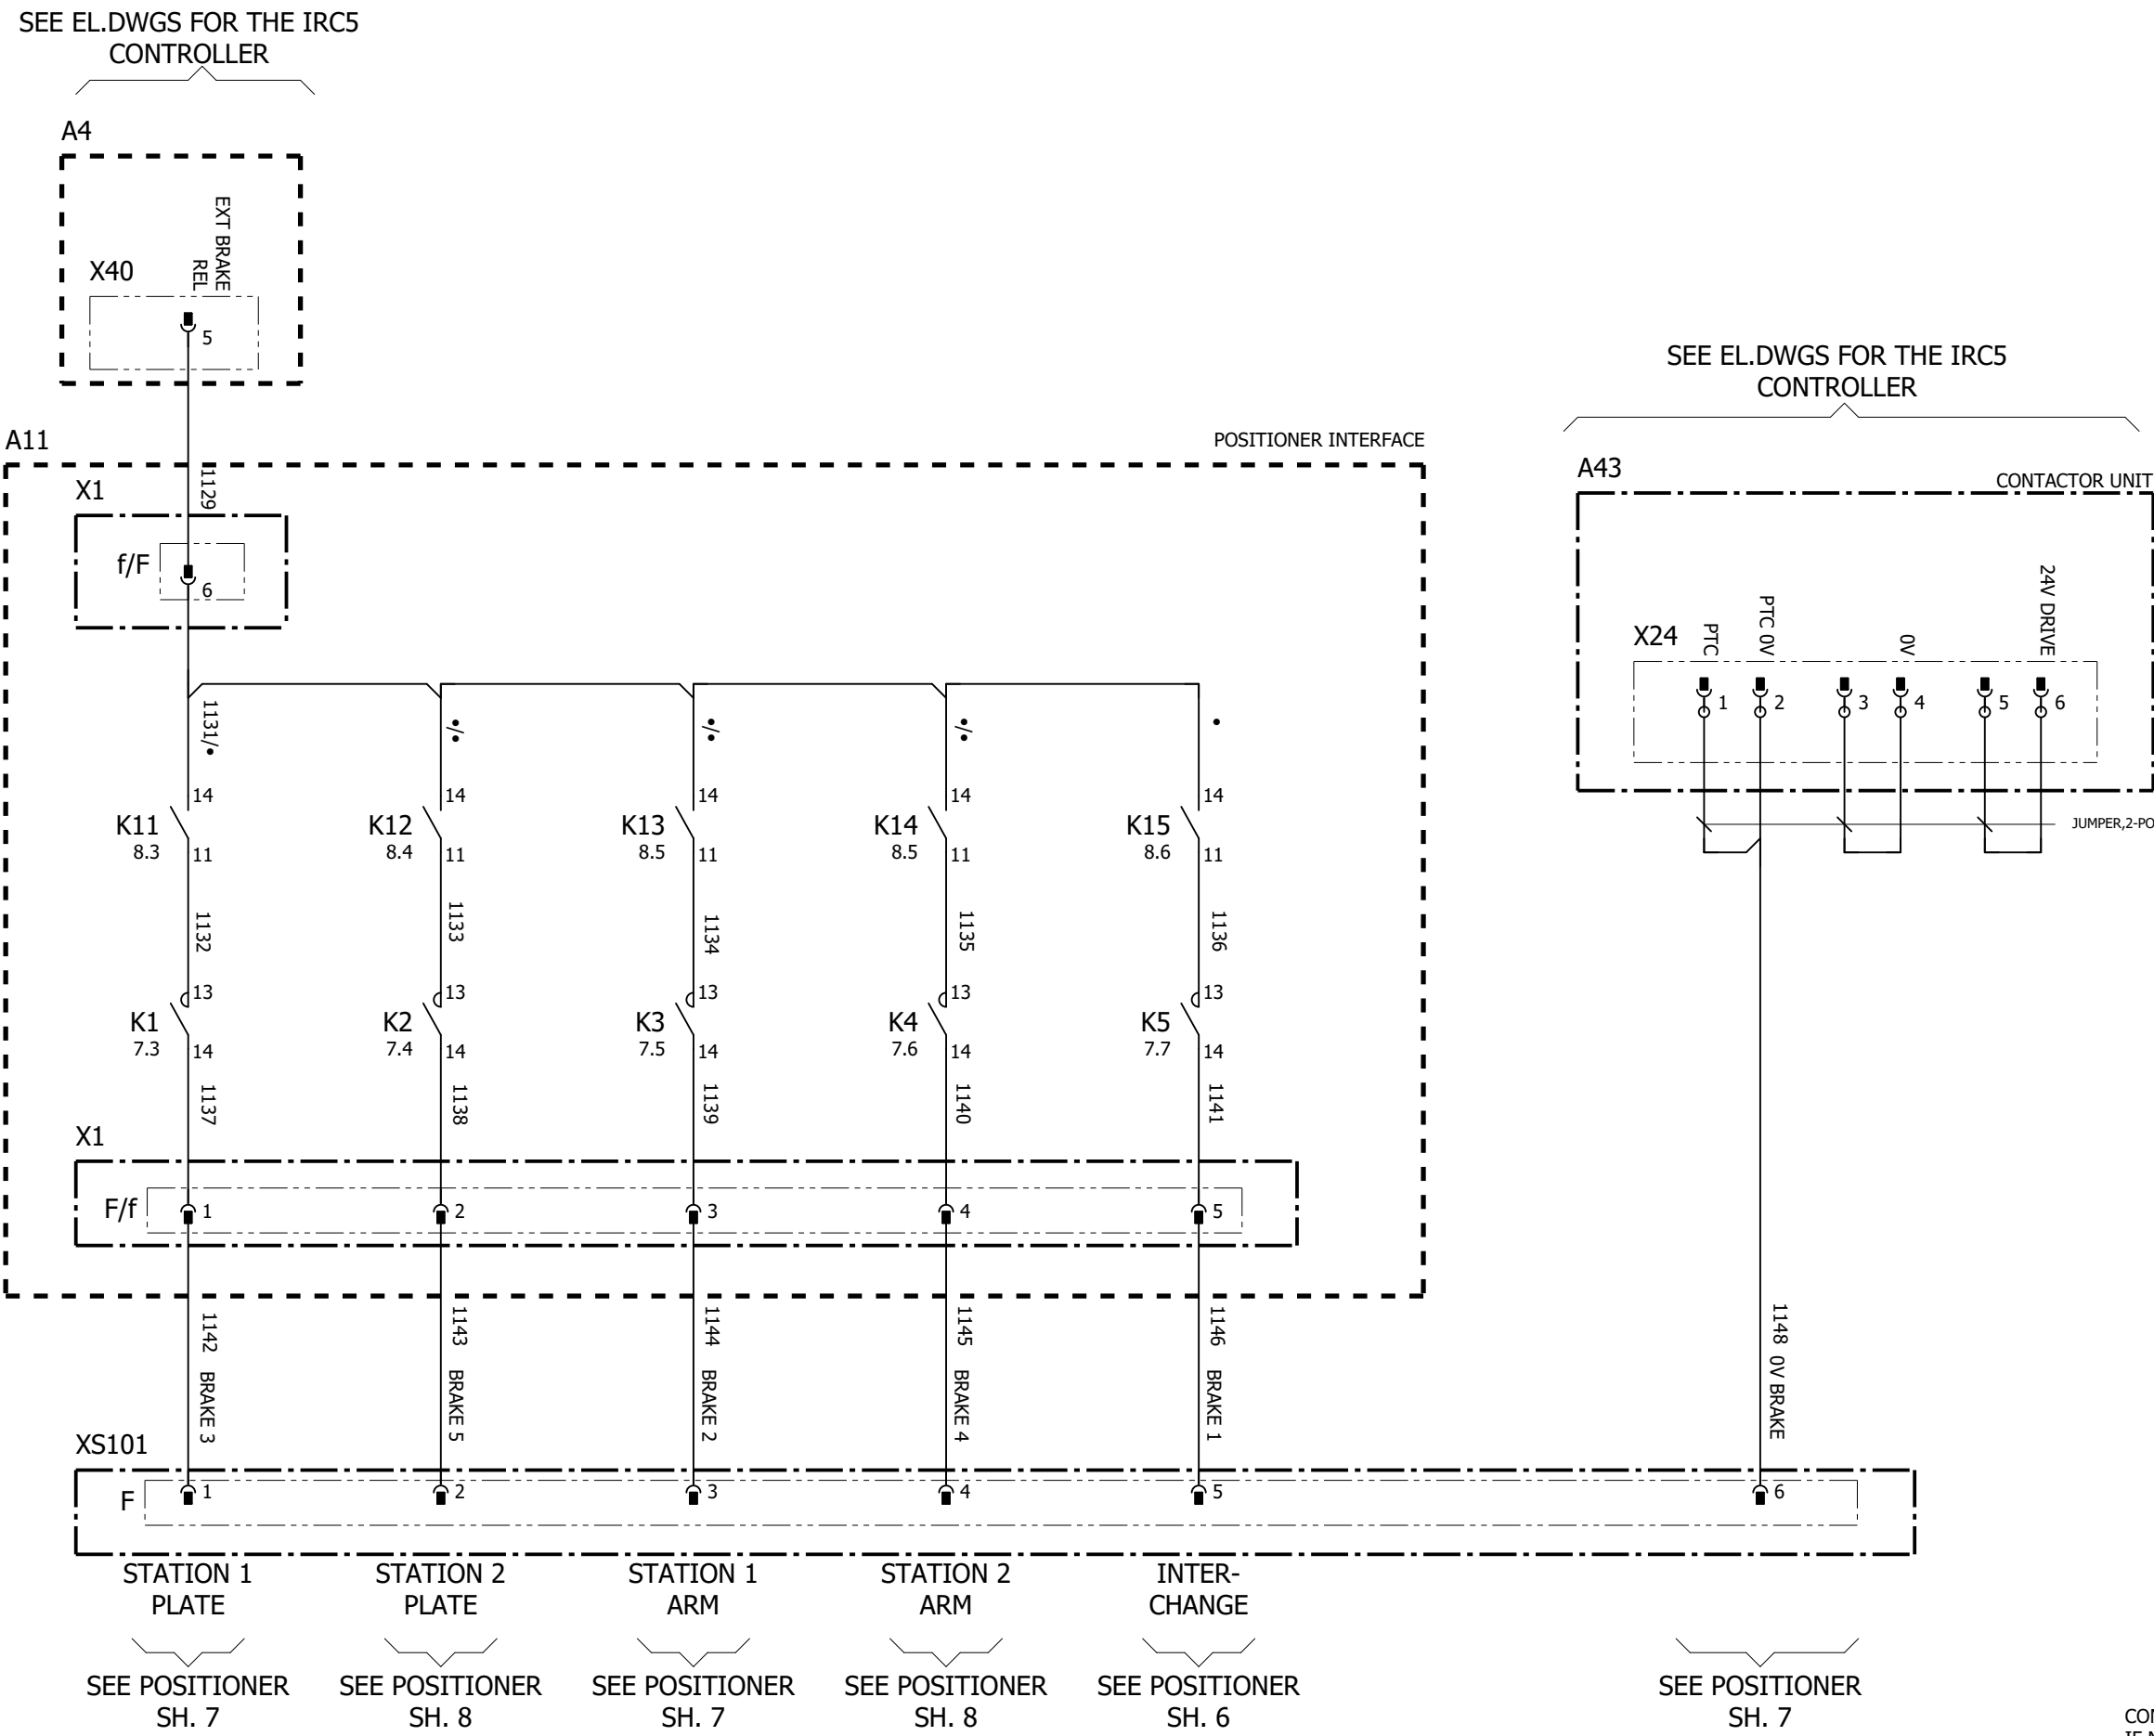 SEE EL.DWGS FOR THE IRC5
CONTROLLER
A4
EXT BRAKE
REL
X40
5
SEE EL.DWGS FOR THE IRC5
CONTROLLER
A11
POSITIONER INTERFACE
1129
X1
f/F
6
A43
CONTACTOR UNIT
X24
PTC
PTC 0V
0V
24V DRIVE
1 2 3 4 5 6
JUMPER,2-PO
1131/•
•/•
•/•
•/•
•
14 14 14 14 14
K11 K12 K13 K14 K15
8.3 8.4 8.5 8.5 8.6
11 11 11 11 11
1132 1133 1134 1135 1136
13 13 13 13 13
K1 K2 K3 K4 K5
7.3 7.4 7.5 7.6 7.7
14 14 14 14 14
1137 1138 1139 1140 1141
X1
F/f
1 2 3 4 5
1142 BRAKE 3
1143 BRAKE 5
1144 BRAKE 2
1145 BRAKE 4
1146 BRAKE 1
1148 0V BRAKE
XS101
F
1 2 3 4 5 6
STATION 1
PLATE
STATION 2
PLATE
STATION 1
ARM
STATION 2
ARM
INTER-
CHANGE
SEE POSITIONER
SH. 7
SEE POSITIONER
SH. 8
SEE POSITIONER
SH. 7
SEE POSITIONER
SH. 8
SEE POSITIONER
SH. 6
SEE POSITIONER
SH. 7